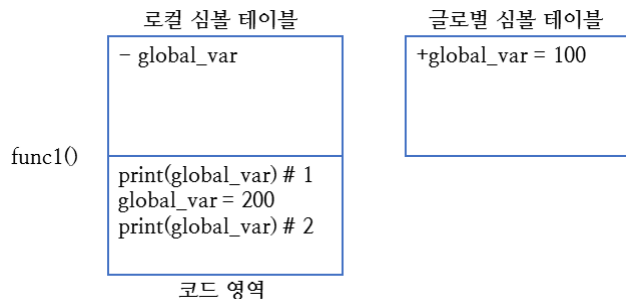 로컬 심볼 테이블
- global_var
func1()
print(global_var) # 1
global_var = 200
print(global_var) # 2
코드 영역
글로벌 심볼 테이블
+global_var = 100